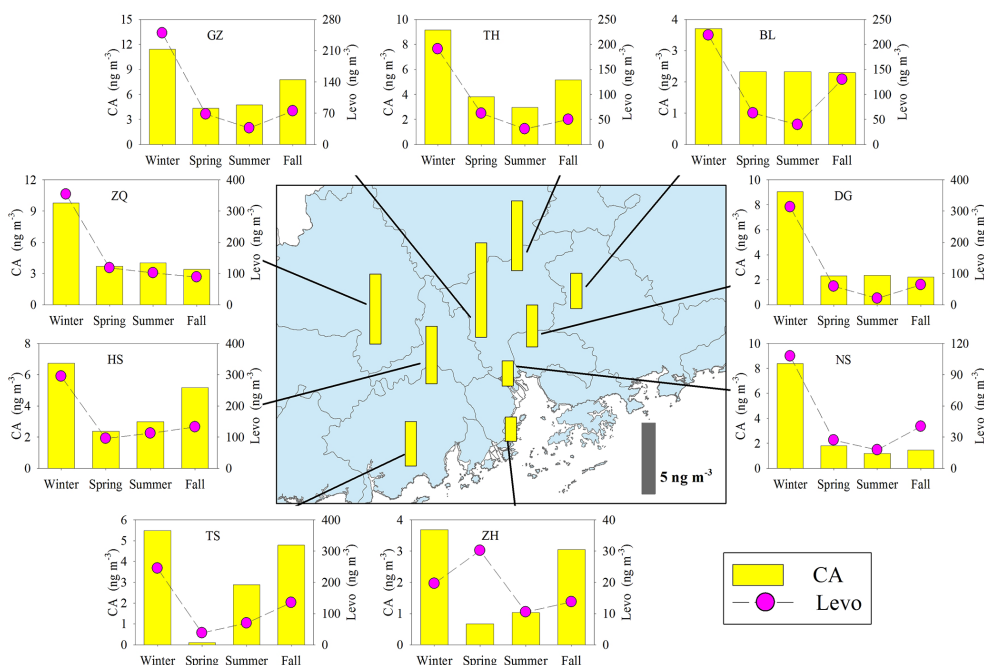 GZ
CA (ng m-3)
15
12
9
6
3
0
280
210
140
70
0
Levo (ng m-3)
Winter Spring Summer Fall
TH
CA (ng m-3)
10
8
6
4
2
0
250
200
150
100
50
0
Levo (ng m-3)
Winter Spring Summer Fall
BL
CA (ng m-3)
4
3
2
1
0
250
200
150
100
50
0
Levo (ng m-3)
Winter Spring Summer Fall
ZQ
CA (ng m-3)
12
9
6
3
0
400
300
200
100
0
Levo (ng m-3)
Winter Spring Summer Fall
DG
CA (ng m-3)
10
8
6
4
2
0
400
300
200
100
0
Levo (ng m-3)
Winter Spring Summer Fall
HS
CA (ng m-3)
8
6
4
2
0
400
300
200
100
0
Levo (ng m-3)
Winter Spring Summer Fall
NS
CA (ng m-3)
10
8
6
4
2
0
120
90
60
30
0
Levo (ng m-3)
Winter Spring Summer Fall
5 ng m-3
TS
CA (ng m-3)
6
5
4
3
2
1
0
400
300
200
100
0
Levo (ng m-3)
Winter Spring Summer Fall
ZH
CA (ng m-3)
4
3
2
1
0
40
30
20
10
0
Levo (ng m-3)
Winter Spring Summer Fall
CA
Levo